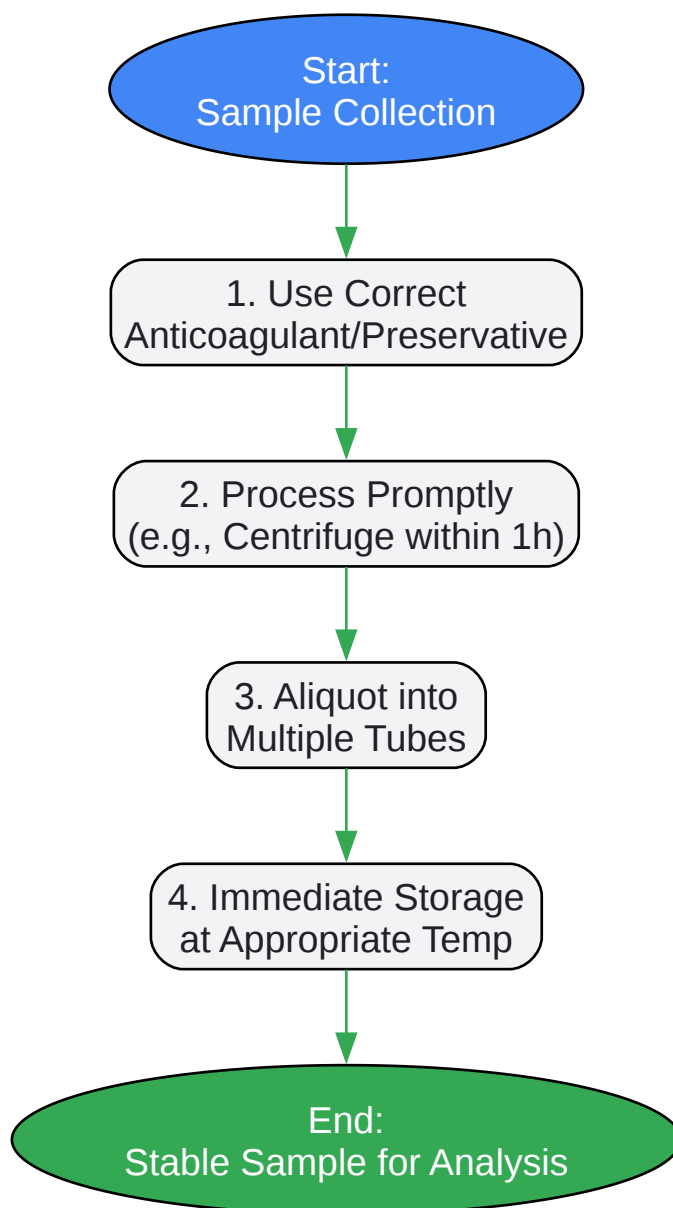 Start:
Sample Collection
1. Use Correct
Anticoagulant/Preservative
2. Process Promptly
(e.g., Centrifuge within 1h)
3. Aliquot into
Multiple Tubes
4. Immediate Storage
at Appropriate Temp
End:
Stable Sample for Analysis